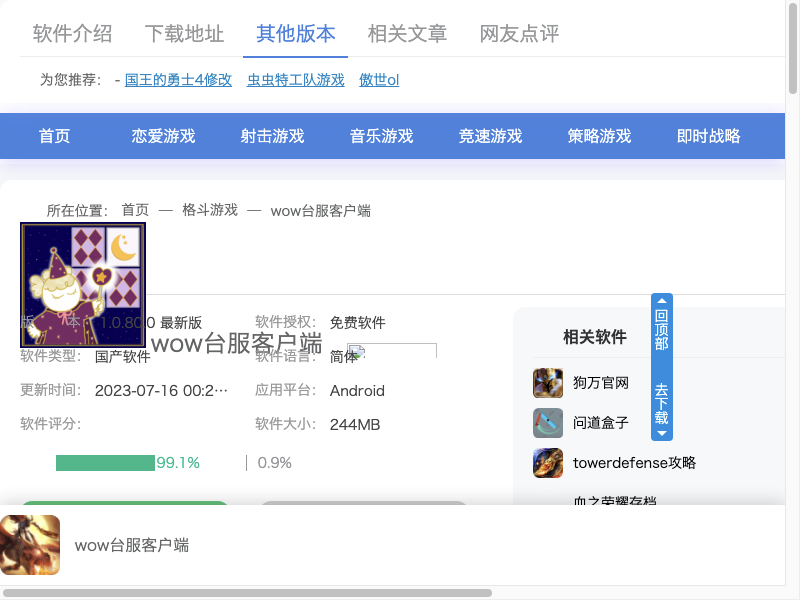 软件介绍 下载地址 其他版本 相关文章 网友点评
为您推荐： - 国王的勇士4修改 虫虫特工队游戏 傲世ol
首页 恋爱游戏 射击游戏 音乐游戏 竞速游戏 策略游戏 即时战略
所在位置： 首页 — 格斗游戏 — wow台服客户端
版 本： 1.0.80.0 最新版 软件授权： 免费软件
wow台服客户端
软件类型： 国产软件 软件语言： 简体
更新时间： 2023-07-16 00:2… 应用平台： Android
软件评分： 软件大小： 244MB
99.1% 0.9%
相关软件
狗万官网
问道盒子
towerdefense攻略
血之荣耀存档
回顶部
去下载
wow台服客户端